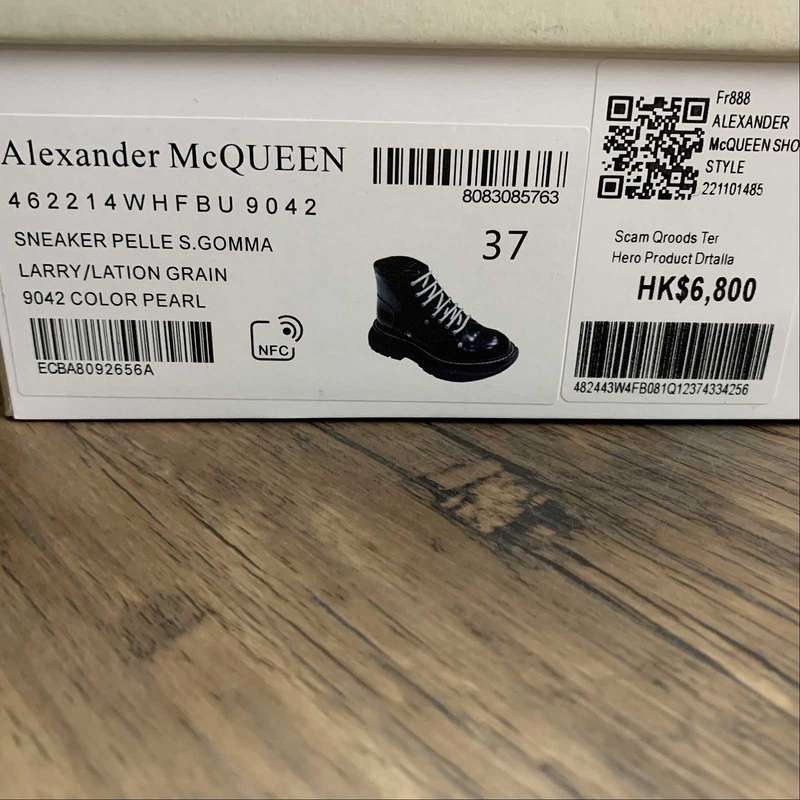 Alexander McQUEEN
462214WHFBU 9042
SNEAKER PELLE S.GOMMA
LARRY/LATION GRAIN
9042 COLOR PEARL
ECBA8092656A
NFC
8083085763
37
Fr888
ALEXANDER
McQUEEN SHO
STYLE
221101485
Scam Qroods Ter
Hero Product Drtalla
HK$6,800
482443W4FB081Q12374334256